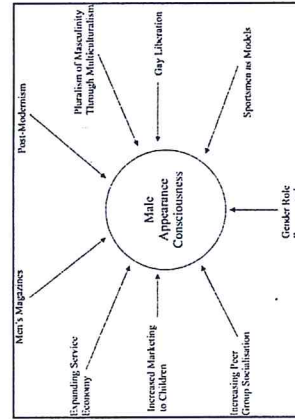 Men's Magazines
Post-Modernism
Pluralism of Masculinity
Through Multiculturalism
Gay Liberation
Sportsmen as Models
Gender Role
Increasing Peer
Group Socialisation
Increased Marketing
to Children
Expanding Service
Economy
Male
Appearance
Consciousness